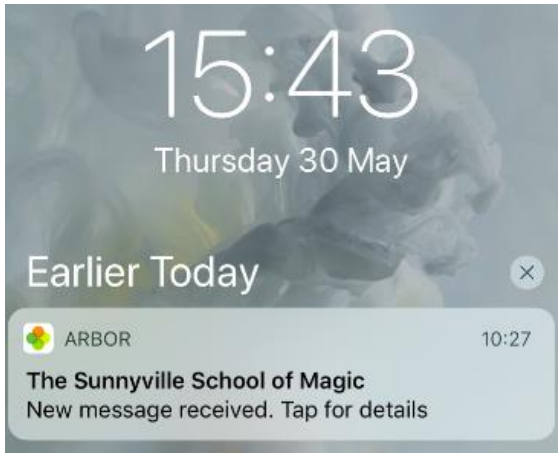 15:43
Thursday 30 May
Earlier Today
ARBOR 10:27
The Sunnyville School of Magic
New message received. Tap for details